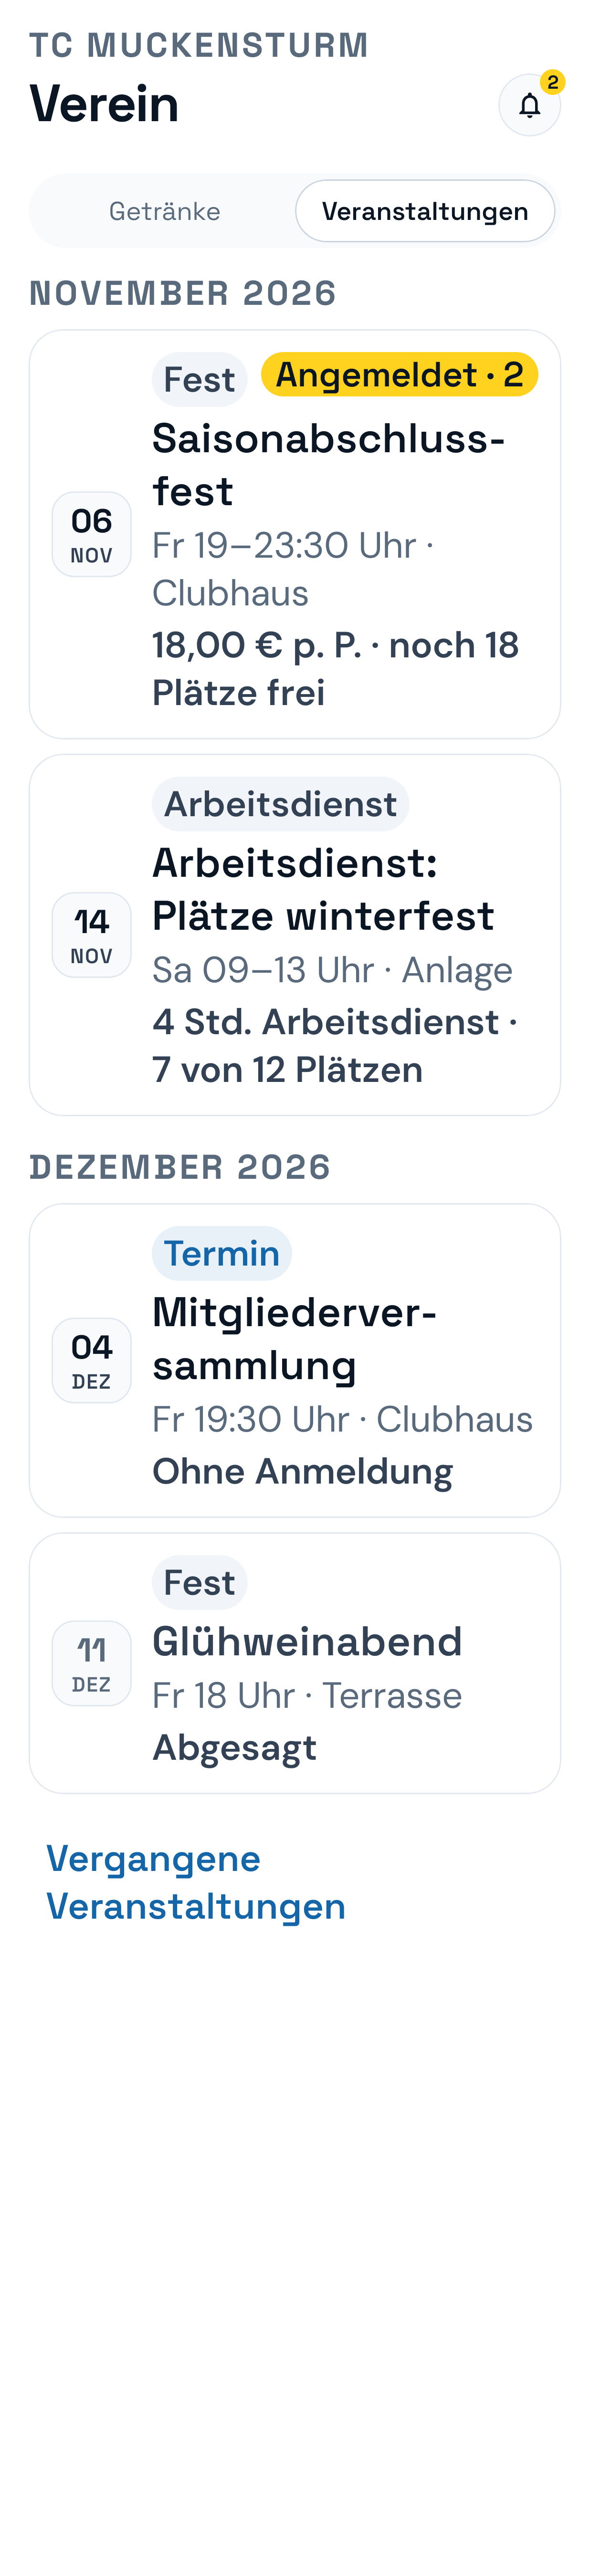 TC MUCKENSTURM
Verein
2
Getränke
Veranstaltungen
NOVEMBER 2026
Fest
Angemeldet · 2
06
NOV
Saisonabschluss-
fest
Fr 19–23:30 Uhr ·
Clubhaus
18,00 € p. P. · noch 18
Plätze frei
Arbeitsdienst
14
NOV
Arbeitsdienst:
Plätze winterfest
Sa 09–13 Uhr · Anlage
4 Std. Arbeitsdienst ·
7 von 12 Plätzen
DEZEMBER 2026
Termin
04
DEZ
Mitgliederver-
sammlung
Fr 19:30 Uhr · Clubhaus
Ohne Anmeldung
Fest
11
DEZ
Glühweinabend
Fr 18 Uhr · Terrasse
Abgesagt
Vergangene
Veranstaltungen